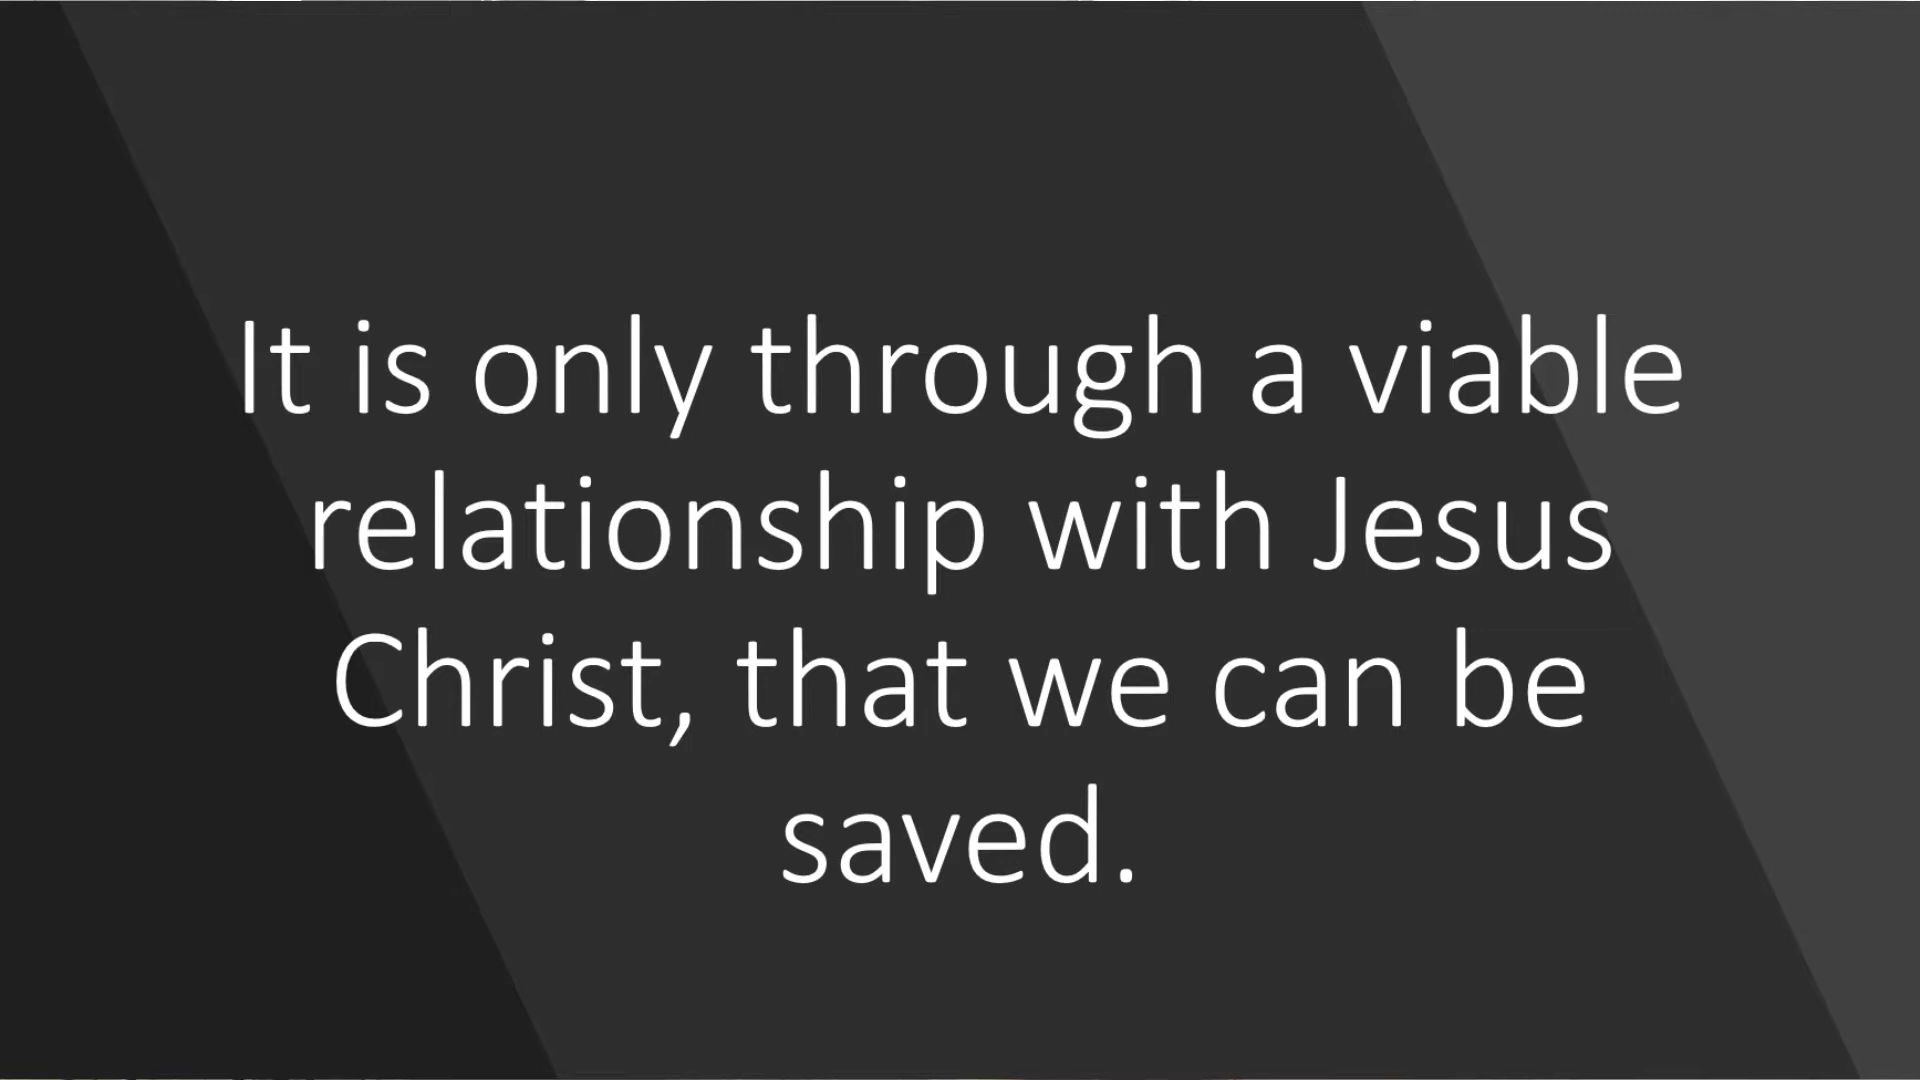 It is only through a viable
relationship with Jesus
Christ, that we can be
saved.